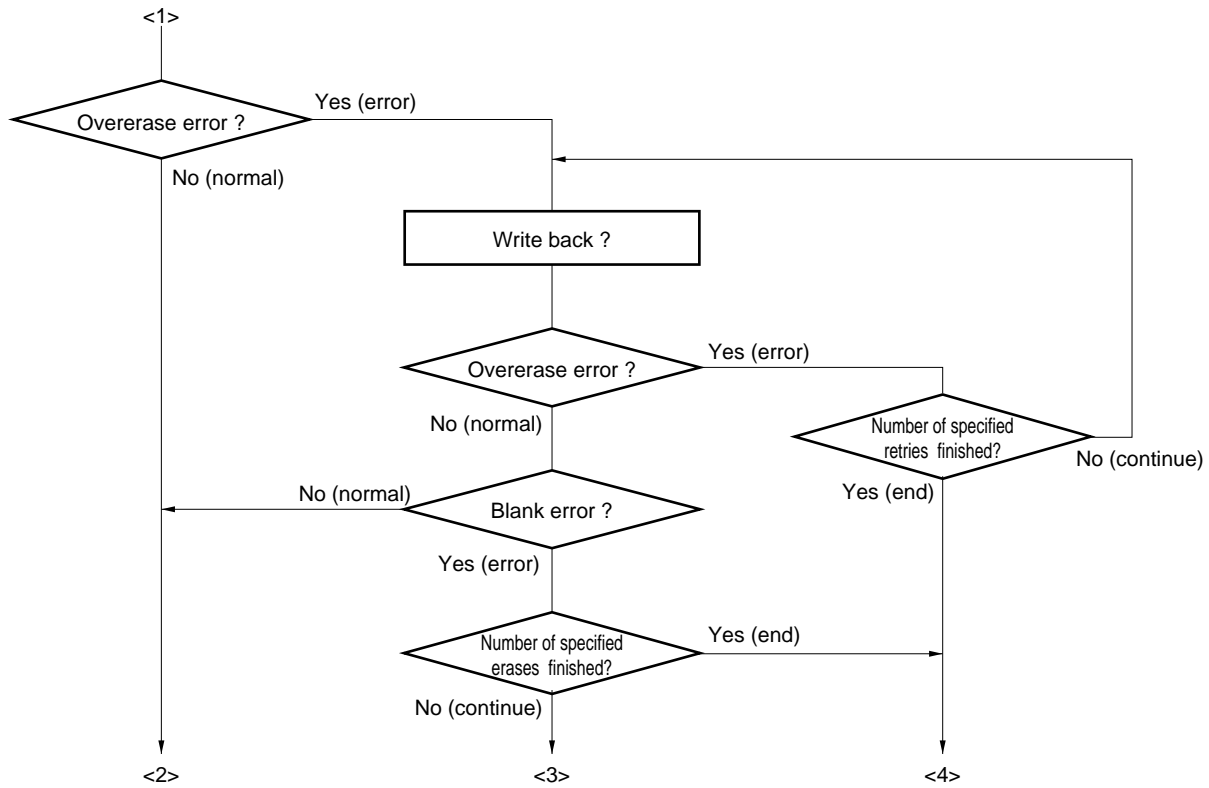 <1>
Overerase error ?
Yes (error)
No (normal)
Write back ?
Overerase error ?
Yes (error)
No (normal)
Number of specified
retries finished?
No (continue)
Yes (end)
No (normal)
Blank error ?
Yes (error)
Number of specified
erases finished?
Yes (end)
No (continue)
<2>
<3>
<4>